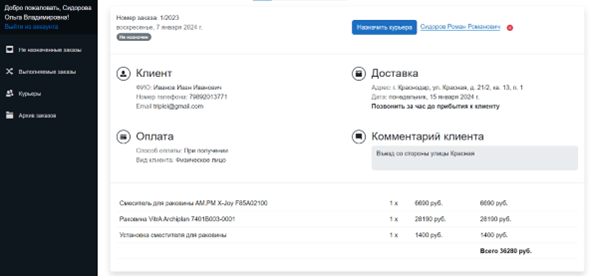 Добро пожаловать, Сидорова
Ольга Владимировна!
Выйти из аккаунта
Не назначенные заказы
Выполняемые заказы
Курьеры
Архив заказов
Номер заказа: 1/2023
воскресенье, 7 января 2024 г.
Не назначен
Назначить курьера
Сидоров Роман Романович
Клиент
ФИО: Иванов Иван Иванович
Номер телефона: 79892013771
Email:triplel@gmail.com
Доставка
Адрес: г. Краснодар, ул. Красная, д. 21/2, кв. 13, п. 1
Дата: понедельник, 15 января 2024 г.
Позвонить за час до прибытия к клиенту
Оплата
Способ оплаты: При получении
Вид клиента: Физическое лицо
Комментарий клиента
Въезд со стороны улицы Красная
Смеситель для раковины AM.PM X-Joy F85A02100 1 x 6690 руб. 6690 руб.
Раковина VitrA Archiplan 7401B003-0001 1 x 28190 руб. 28190 руб.
Установка смесителя для раковины 1 x 1400 руб. 1400 руб.
Всего 36280 руб.